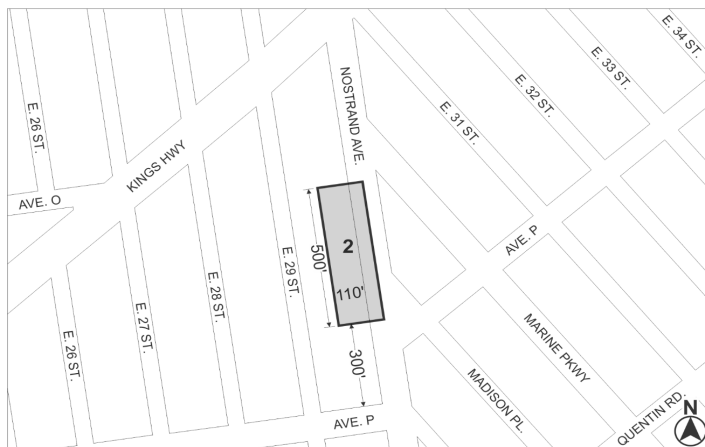 E. 34 ST.
E. 33 ST.
E. 32 ST.
E. 31 ST.
NOSTRAND AVE.
E. 26 ST.
KINGS HWY
AVE. O
AVE. P
2
500'
110'
E. 29 ST.
E. 28 ST.
E. 27 ST.
E. 26 ST.
300'
MARINE PKWY
MADISON PL.
QUENTIN RD.
AVE. P
N